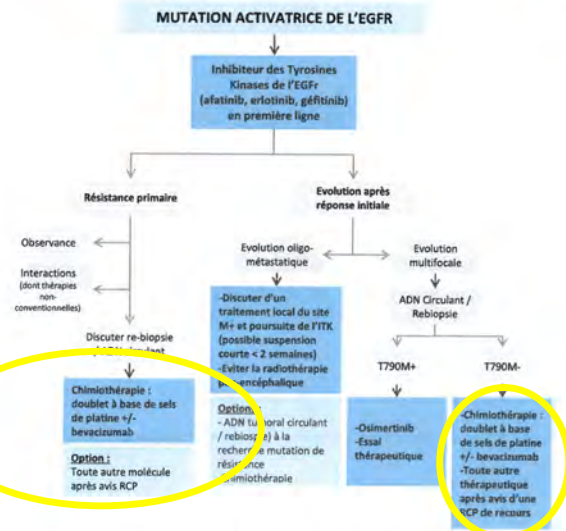 MUTATION ACTIVATRICE DE L'EGFR
Inhibiteur des Tyrosines
Kinases de l'EGFr
(afatinib, erlotinib, géfitinib)
en première ligne
Résistance primaire
Observance
Interactions
(dont thérapies
non-
conventionnelles)
Discuter re-biopsie
Chimiothérapie :
doublet à base de sels
de platine +/-
bevacizumab
Option :
Toute autre molécule
après avis RCP
Evolution après
réponse initiale
Evolution oligo-
métastatique
-Discuter d'un
traitement local du site
M+ et poursuite de l'ITK
(possible suspension
courte < 2 semaines)
-Eviter la radiothérapie
pan-encéphalique
Options :
- ADN tumoral circulant
/ rebiopsie) à la
recherche mutation de
résistance
chimiothérapie
Evolution
multifocale
ADN Circulant /
Rebiopsie
T790M+
-Osimertinib
-Essai
thérapeutique
T790M-
-Chimiothérapie :
doublet à base
de sels de platine
+/- bevacizumab
-Toute autre
thérapeutique
après avis d'une
RCP de recours